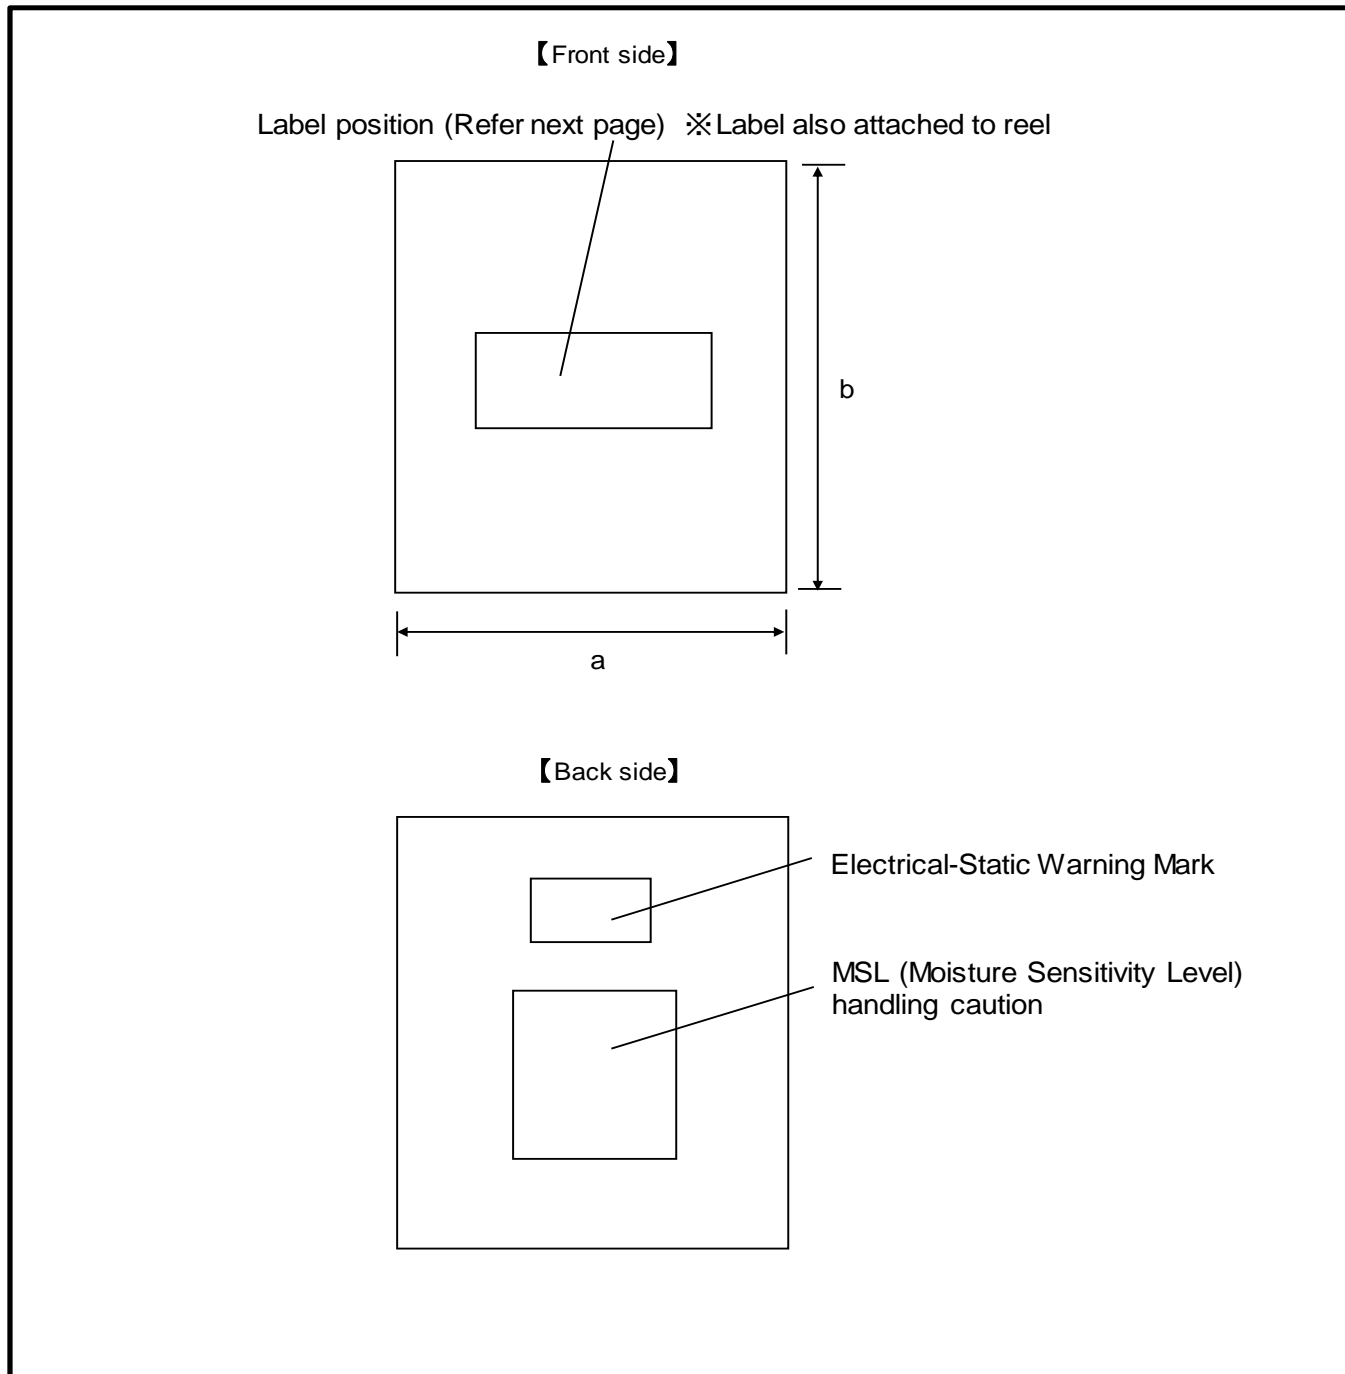 【Front side】
Label position (Refer next page) ※Label also attached to reel
b
a
【Back side】
Electrical-Static Warning Mark
MSL (Moisture Sensitivity Level)
handling caution